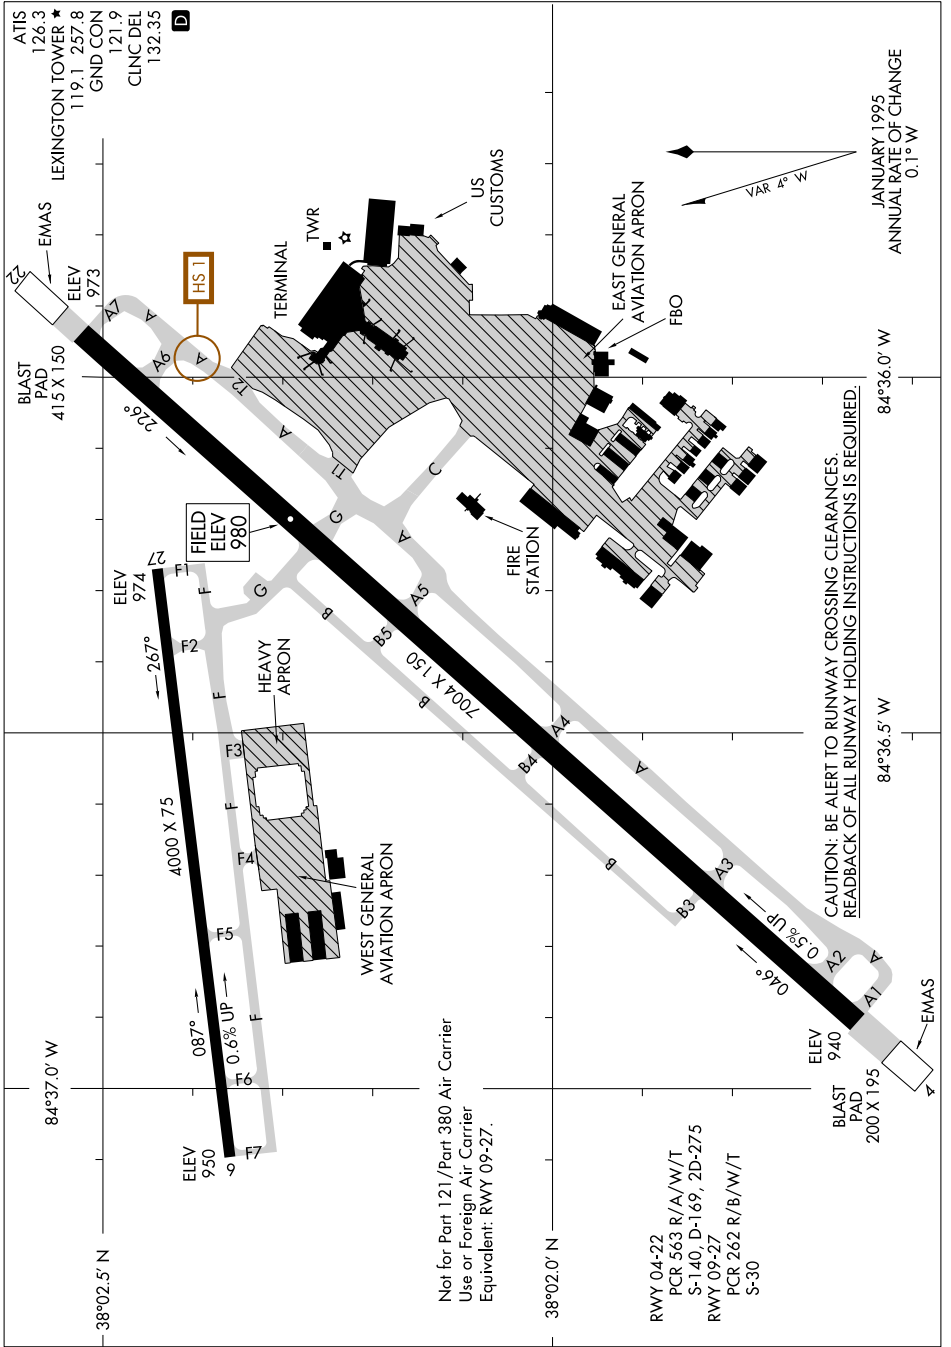 ATIS
126.3
LEXINGTON TOWER ★
119.1 257.8
GND CON
121.9
CLNC DEL
132.35
D
38°02.5' N
38°02.0' N
84°37.0' W
84°36.5' W
84°36.0' W
22
EMAS
BLAST
PAD
415 X 150
ELEV
973
A7
A
A6
A
HS 1
226°
T2
A
TERMINAL
TWR
US
CUSTOMS
T1
FIELD
ELEV
980
G
C
A
EAST GENERAL
AVIATION APRON
FBO
FIRE
STATION
ELEV
974
27
F1
F
G
267°
F2
F
HEAVY
APRON
B
B5
A5
7004 X 150
B
F3
F
F4
4000 X 75
B4
A4
A
WEST GENERAL
AVIATION APRON
F5
B
B3
A3
087°
0.6% UP
F
F6
046°
0.5% UP
A2
A
A1
ELEV
950
9
F7
ELEV
940
BLAST
PAD
200 X 195
EMAS
4
VAR 4° W
JANUARY 1995
ANNUAL RATE OF CHANGE
0.1° W
CAUTION: BE ALERT TO RUNWAY CROSSING CLEARANCES.
READBACK OF ALL RUNWAY HOLDING INSTRUCTIONS IS REQUIRED.
Not for Part 121/Part 380 Air Carrier
Use or Foreign Air Carrier
Equivalent: RWY 09-27.
RWY 04-22
PCR 563 R/A/W/T
S-140, D-169, 2D-275
RWY 09-27
PCR 262 R/B/W/T
S-30